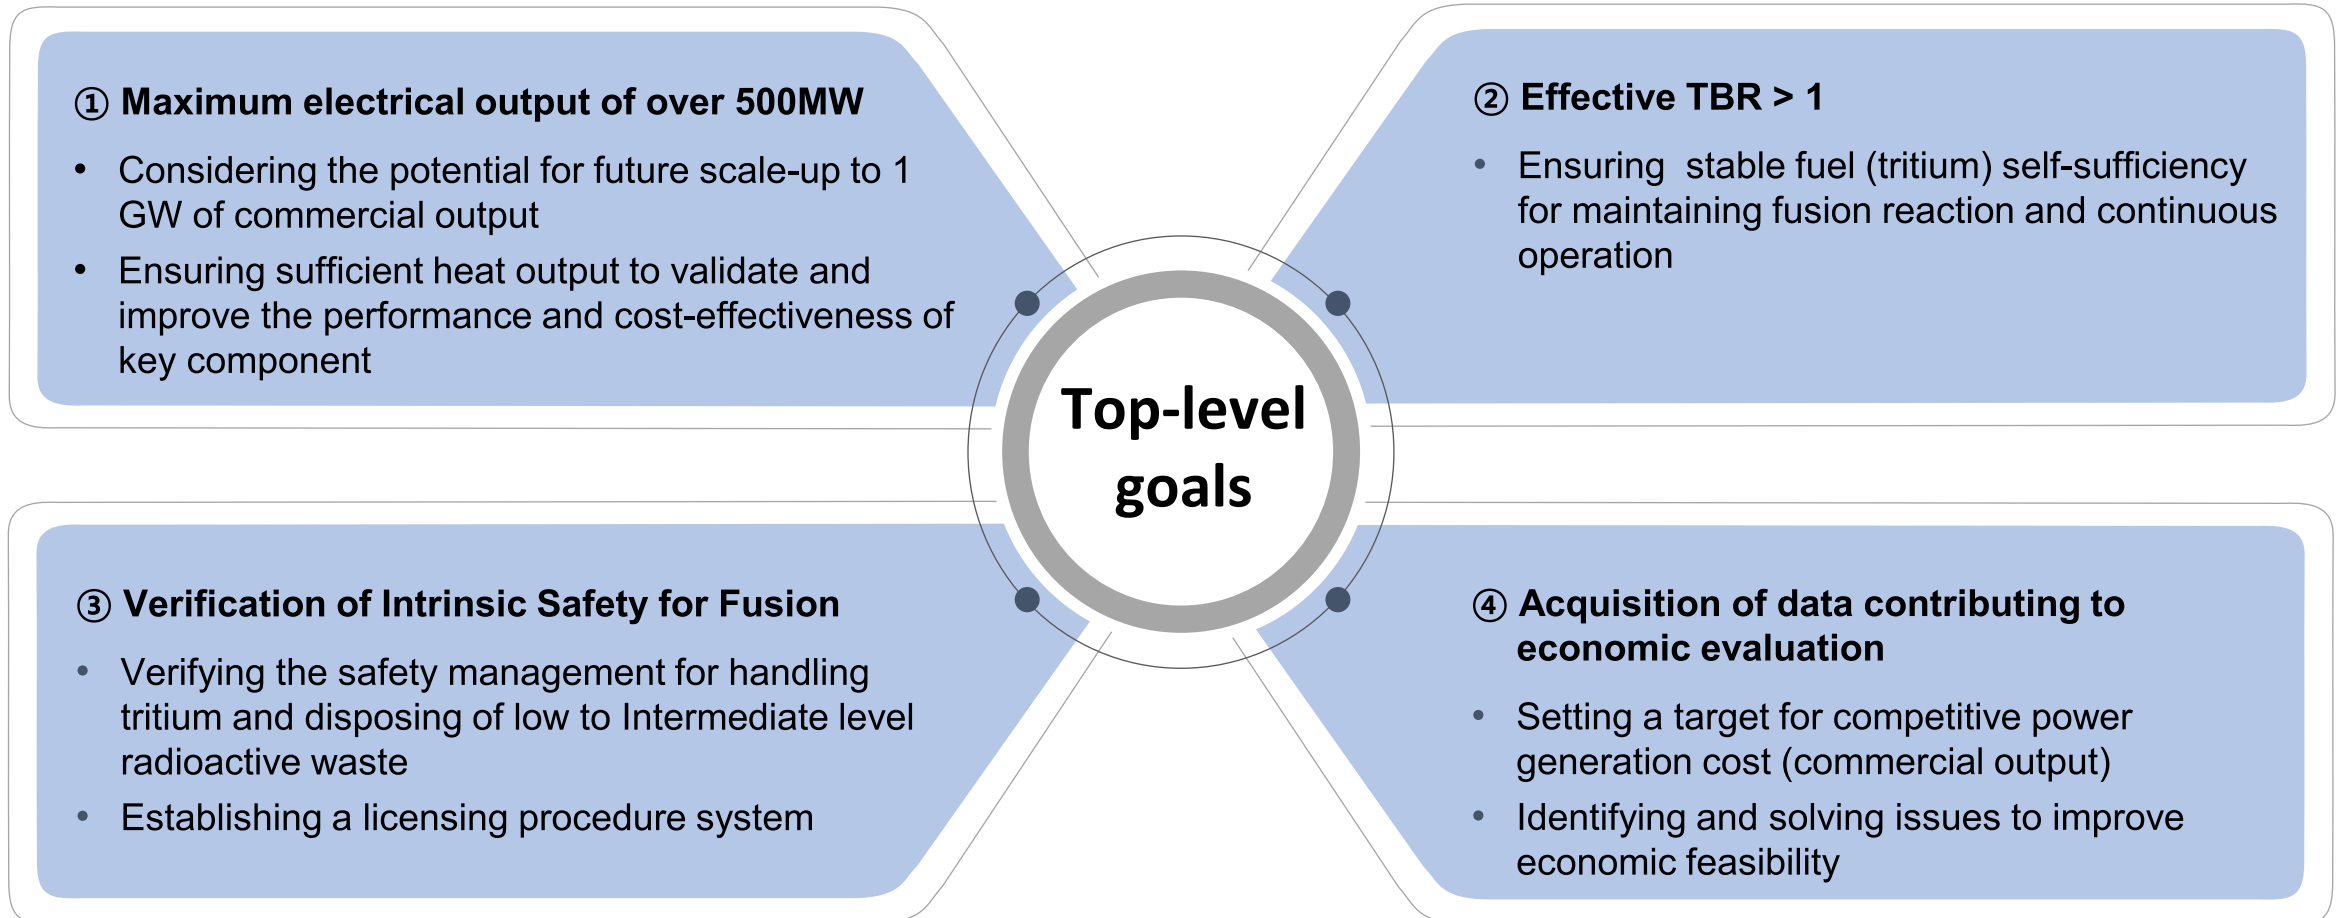 ① Maximum electrical output of over 500MW
• Considering the potential for future scale-up to 1
GW of commercial output
• Ensuring sufficient heat output to validate and
improve the performance and cost-effectiveness of
key component
② Effective TBR > 1
• Ensuring  stable fuel (tritium) self-sufficiency
for maintaining fusion reaction and continuous
operation
Top-level
goals
③ Verification of Intrinsic Safety for Fusion
• Verifying the safety management for handling
tritium and disposing of low to Intermediate level
radioactive waste
• Establishing a licensing procedure system
④ Acquisition of data contributing to
economic evaluation
• Setting a target for competitive power
generation cost (commercial output)
• Identifying and solving issues to improve
economic feasibility